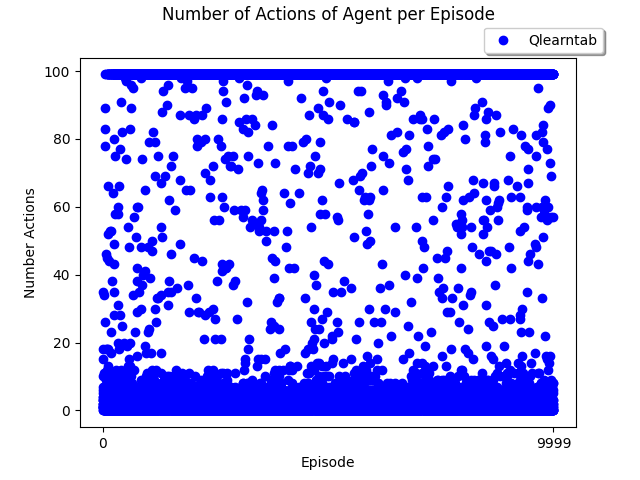 Number of Actions of Agent per Episode
Qlearntab
100
80
60
40
20
0
Number Actions
0
9999
Episode